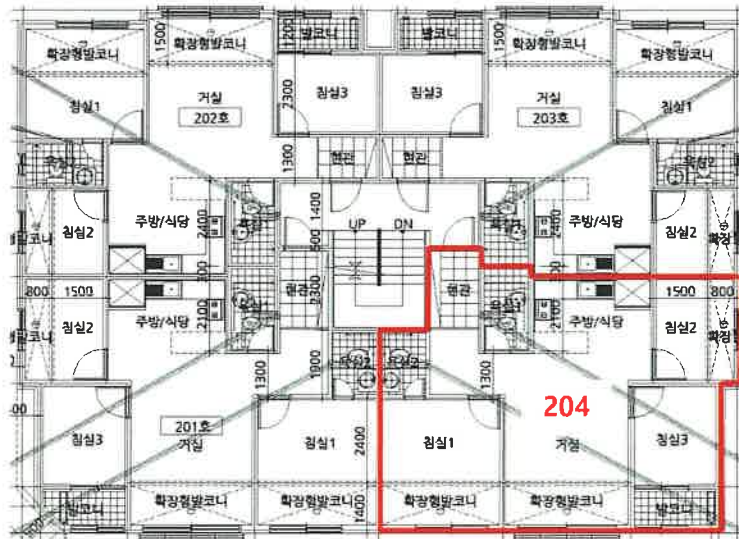 확장형발코니
1500
1200
발코니
발코니
1500
확장형발코니
확장형발코니
확장형발코니
침실1
거실
202호
2300
침실3
침실3
거실
203호
침실1
1300
현관
현관
욕실2
침실2
주방/식당
2400
1400
UP
DN
500
주방/식당
2400
침실2
확장
300
300
800
1500
2300
현관
현관
1500
800
침실2
주방/식당
2100
욕실1
욕실1
2100
주방/식당
침실2
확장
1300
1900
욕실2
욕실2
1300
201호
거실
204
침실3
침실1
2400
침실1
거실
침실3
발코니
확장형발코니
확장형발코니
1400
확장형발코니
확장형발코니
발코니